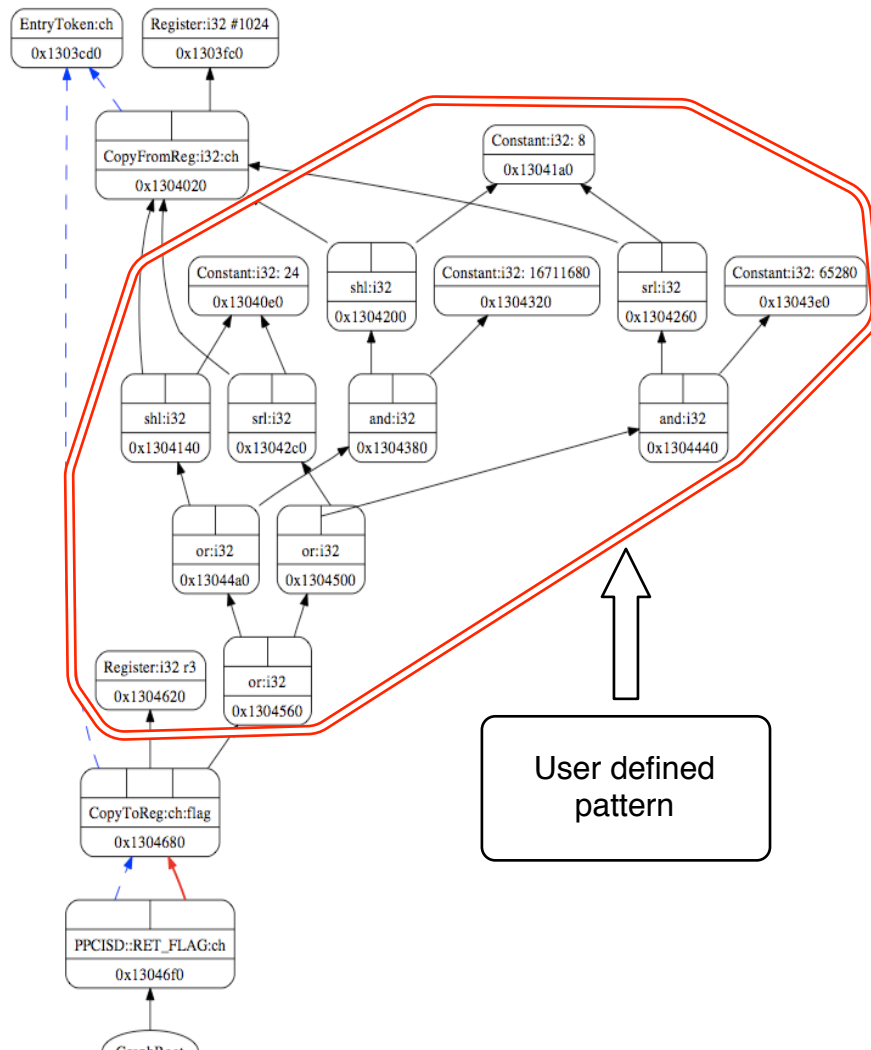 EntryToken:ch
0x1303cd0
Register:i32 #1024
0x1303fc0
CopyFromReg:i32:ch
0x1304020
Constant:i32: 8
0x13041a0
Constant:i32: 24
0x13040e0
shl:i32
0x1304200
Constant:i32: 16711680
0x1304320
srl:i32
0x1304260
Constant:i32: 65280
0x13043e0
shl:i32
0x1304140
srl:i32
0x13042c0
and:i32
0x1304380
and:i32
0x1304440
or:i32
0x13044a0
or:i32
0x1304500
Register:i32 r3
0x1304620
or:i32
0x1304560
User defined
pattern
CopyToReg:ch:flag
0x1304680
PPCISD::RET_FLAG:ch
0x13046f0